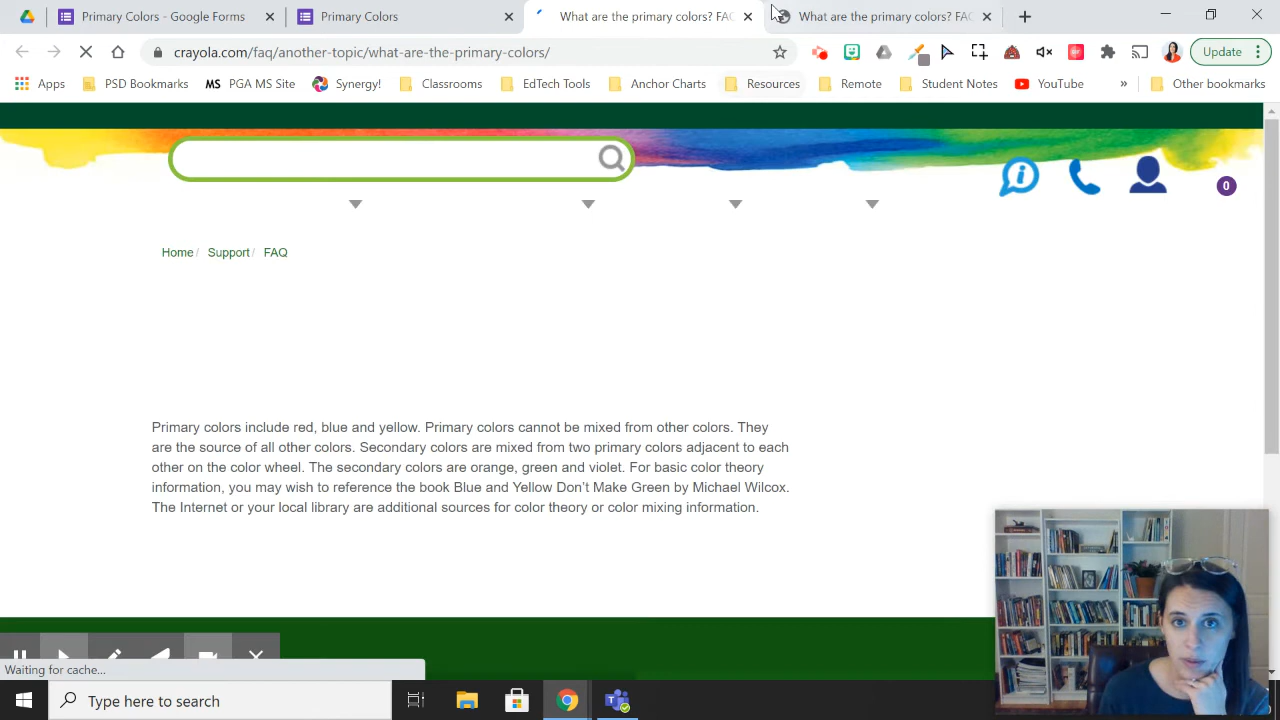 Primary Colors - Google Forms
Primary Colors
What are the primary colors? FAQ
What are the primary colors? FAQ
crayola.com/faq/another-topic/what-are-the-primary-colors/
Update
Apps
PSD Bookmarks
MS PGA MS Site
Synergy!
Classrooms
EdTech Tools
Anchor Charts
Resources
Remote
Student Notes
YouTube
»
Other bookmarks
0
Home/ Support/ FAQ
Primary colors include red, blue and yellow. Primary colors cannot be mixed from other colors. They
are the source of all other colors. Secondary colors are mixed from two primary colors adjacent to each
other on the color wheel. The secondary colors are orange, green and violet. For basic color theory
information, you may wish to reference the book Blue and Yellow Don’t Make Green by Michael Wilcox.
The Internet or your local library are additional sources for color theory or color mixing information.
Waiting for cache...
Type here to search